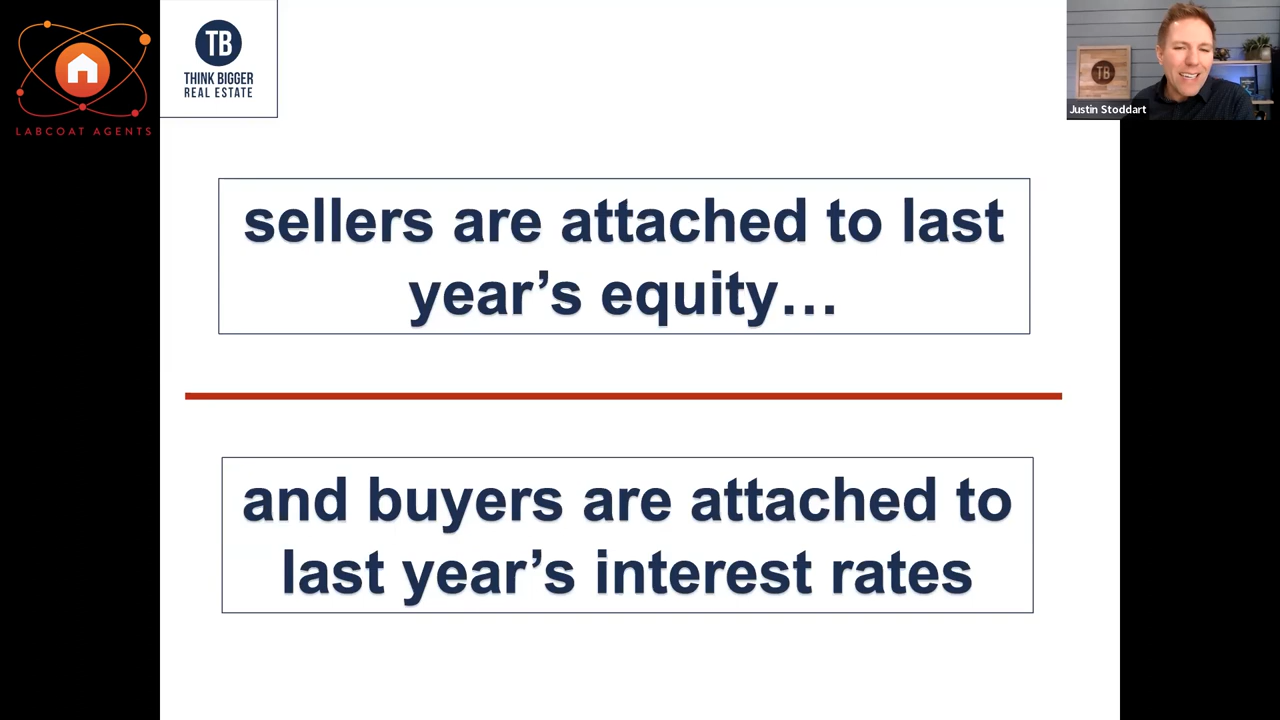 LABCOAT AGENTS
TB
THINK BIGGER
REAL ESTATE
TB
Justin Stoddart
sellers are attached to last
year’s equity…
and buyers are attached to
last year’s interest rates